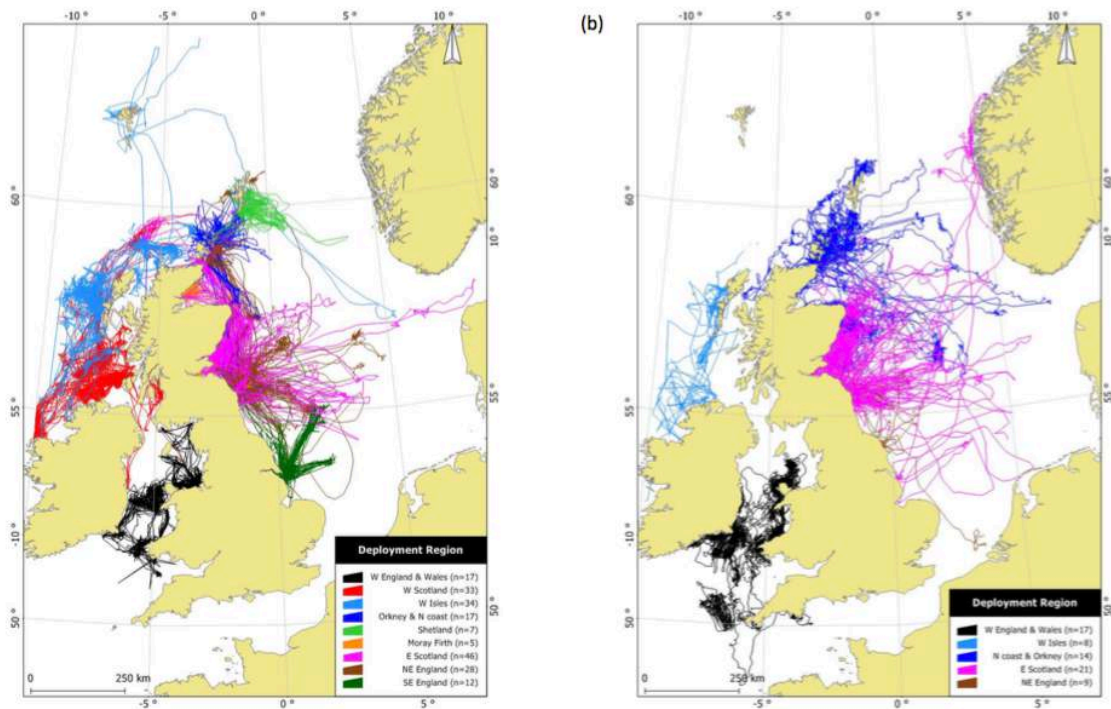 -10 °
-5 °
0 °
5 °
10 °
60 °
60 °
10 °
55 °
55 °
-10 °
50 °
50 °
-5 °
0 °
5 °
0
250 km
Deployment Region
W England & Wales (n=17)
W Scotland (n=33)
W Isles (n=34)
Orkney & N coast (n=17)
Shetland (n=7)
Moray Firth (n=5)
E Scotland (n=46)
NE England (n=28)
SE England (n=12)
(b)
-10 °
-5 °
0 °
5 °
10 °
60 °
60 °
10 °
55 °
55 °
-10 °
50 °
50 °
-5 °
0 °
5 °
0
250 km
Deployment Region
W England & Wales (n=17)
W Isles (n=8)
N coast & Orkney (n=14)
E Scotland (n=21)
NE England (n=9)